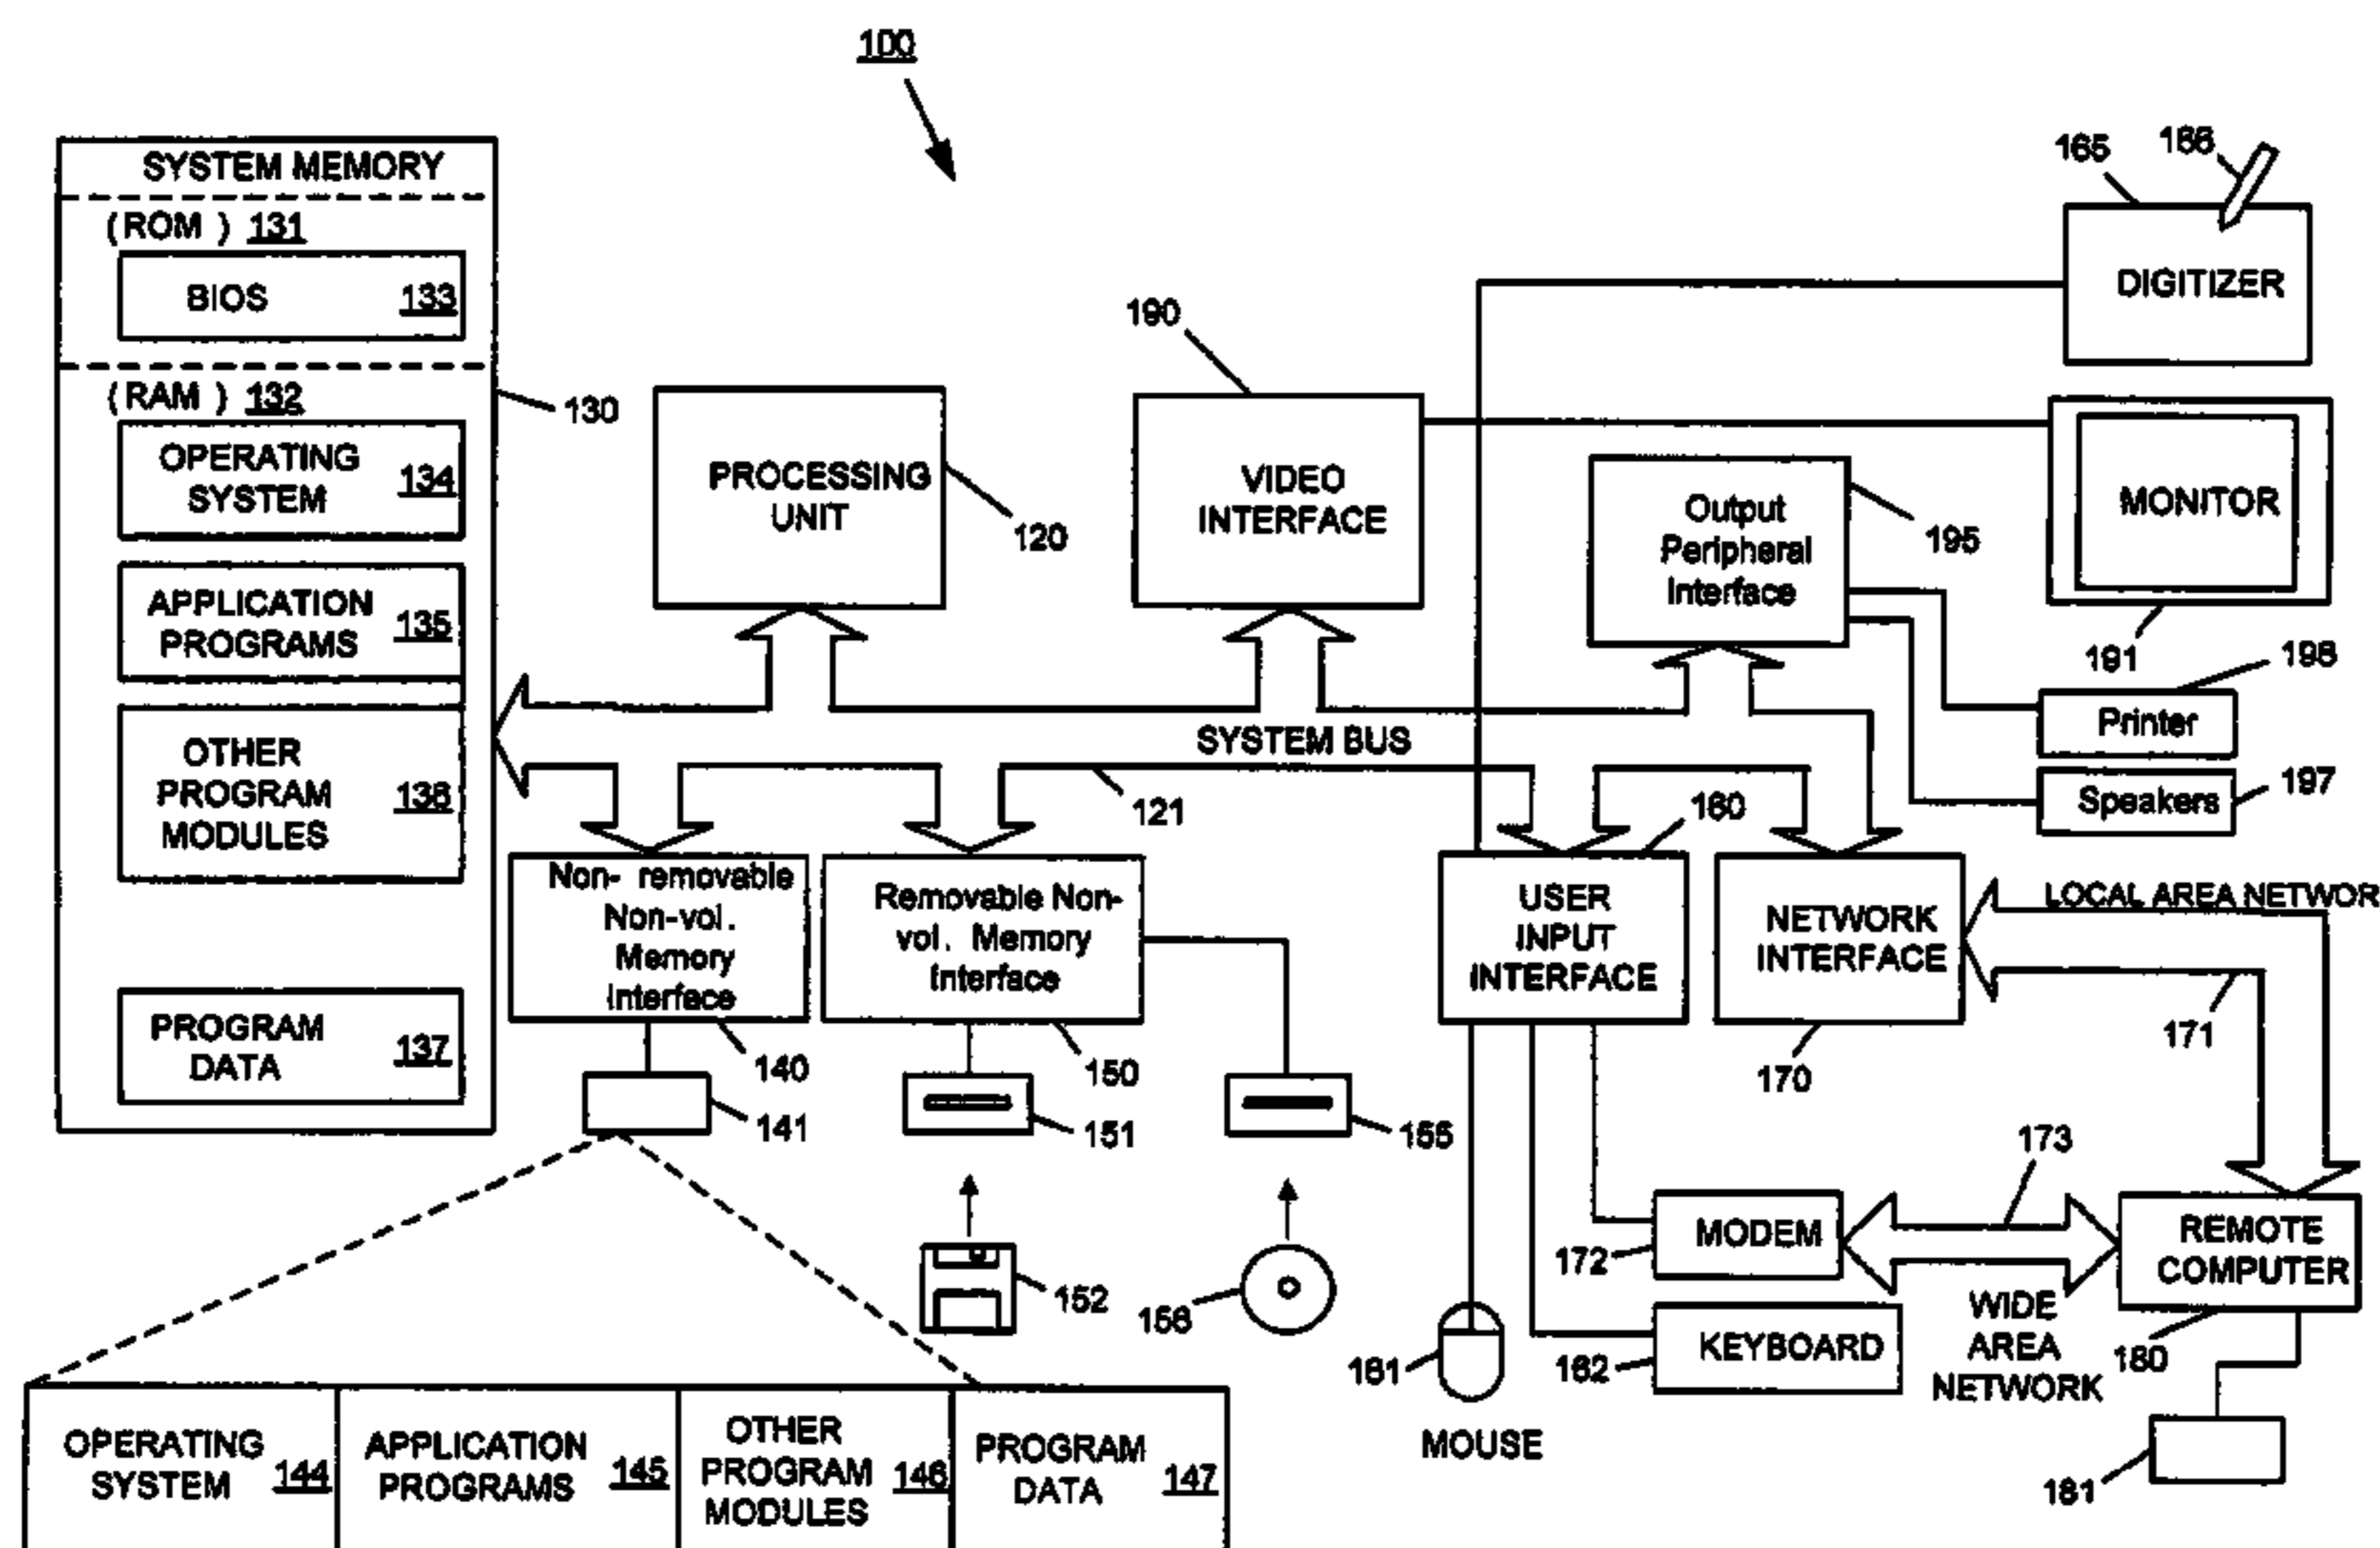 100
SYSTEM MEMORY
(ROM ) 131
BIOS 133
(RAM ) 132
OPERATING
SYSTEM 134
APPLICATION
PROGRAMS 135
OTHER
PROGRAM
MODULES 136
PROGRAM
DATA 137
130
PROCESSING
UNIT
120
190
VIDEO
INTERFACE
Output
Peripheral
Interface
195
165
166
DIGITIZER
MONITOR
191
198
Printer
Speakers
197
SYSTEM BUS
121
Non- removable
Non-vol.
Memory
Interface
140
141
Removable Non-
vol. Memory
Interface
150
151
155
152
156
160
USER
INPUT
INTERFACE
NETWORK
INTERFACE
170
LOCAL AREA NETWOR
171
173
MODEM
172
REMOTE
COMPUTER
180
WIDE
AREA
NETWORK
KEYBOARD
162
161
MOUSE
181
OPERATING
SYSTEM 144
APPLICATION
PROGRAMS 145
OTHER
PROGRAM
MODULES 146
PROGRAM
DATA 147